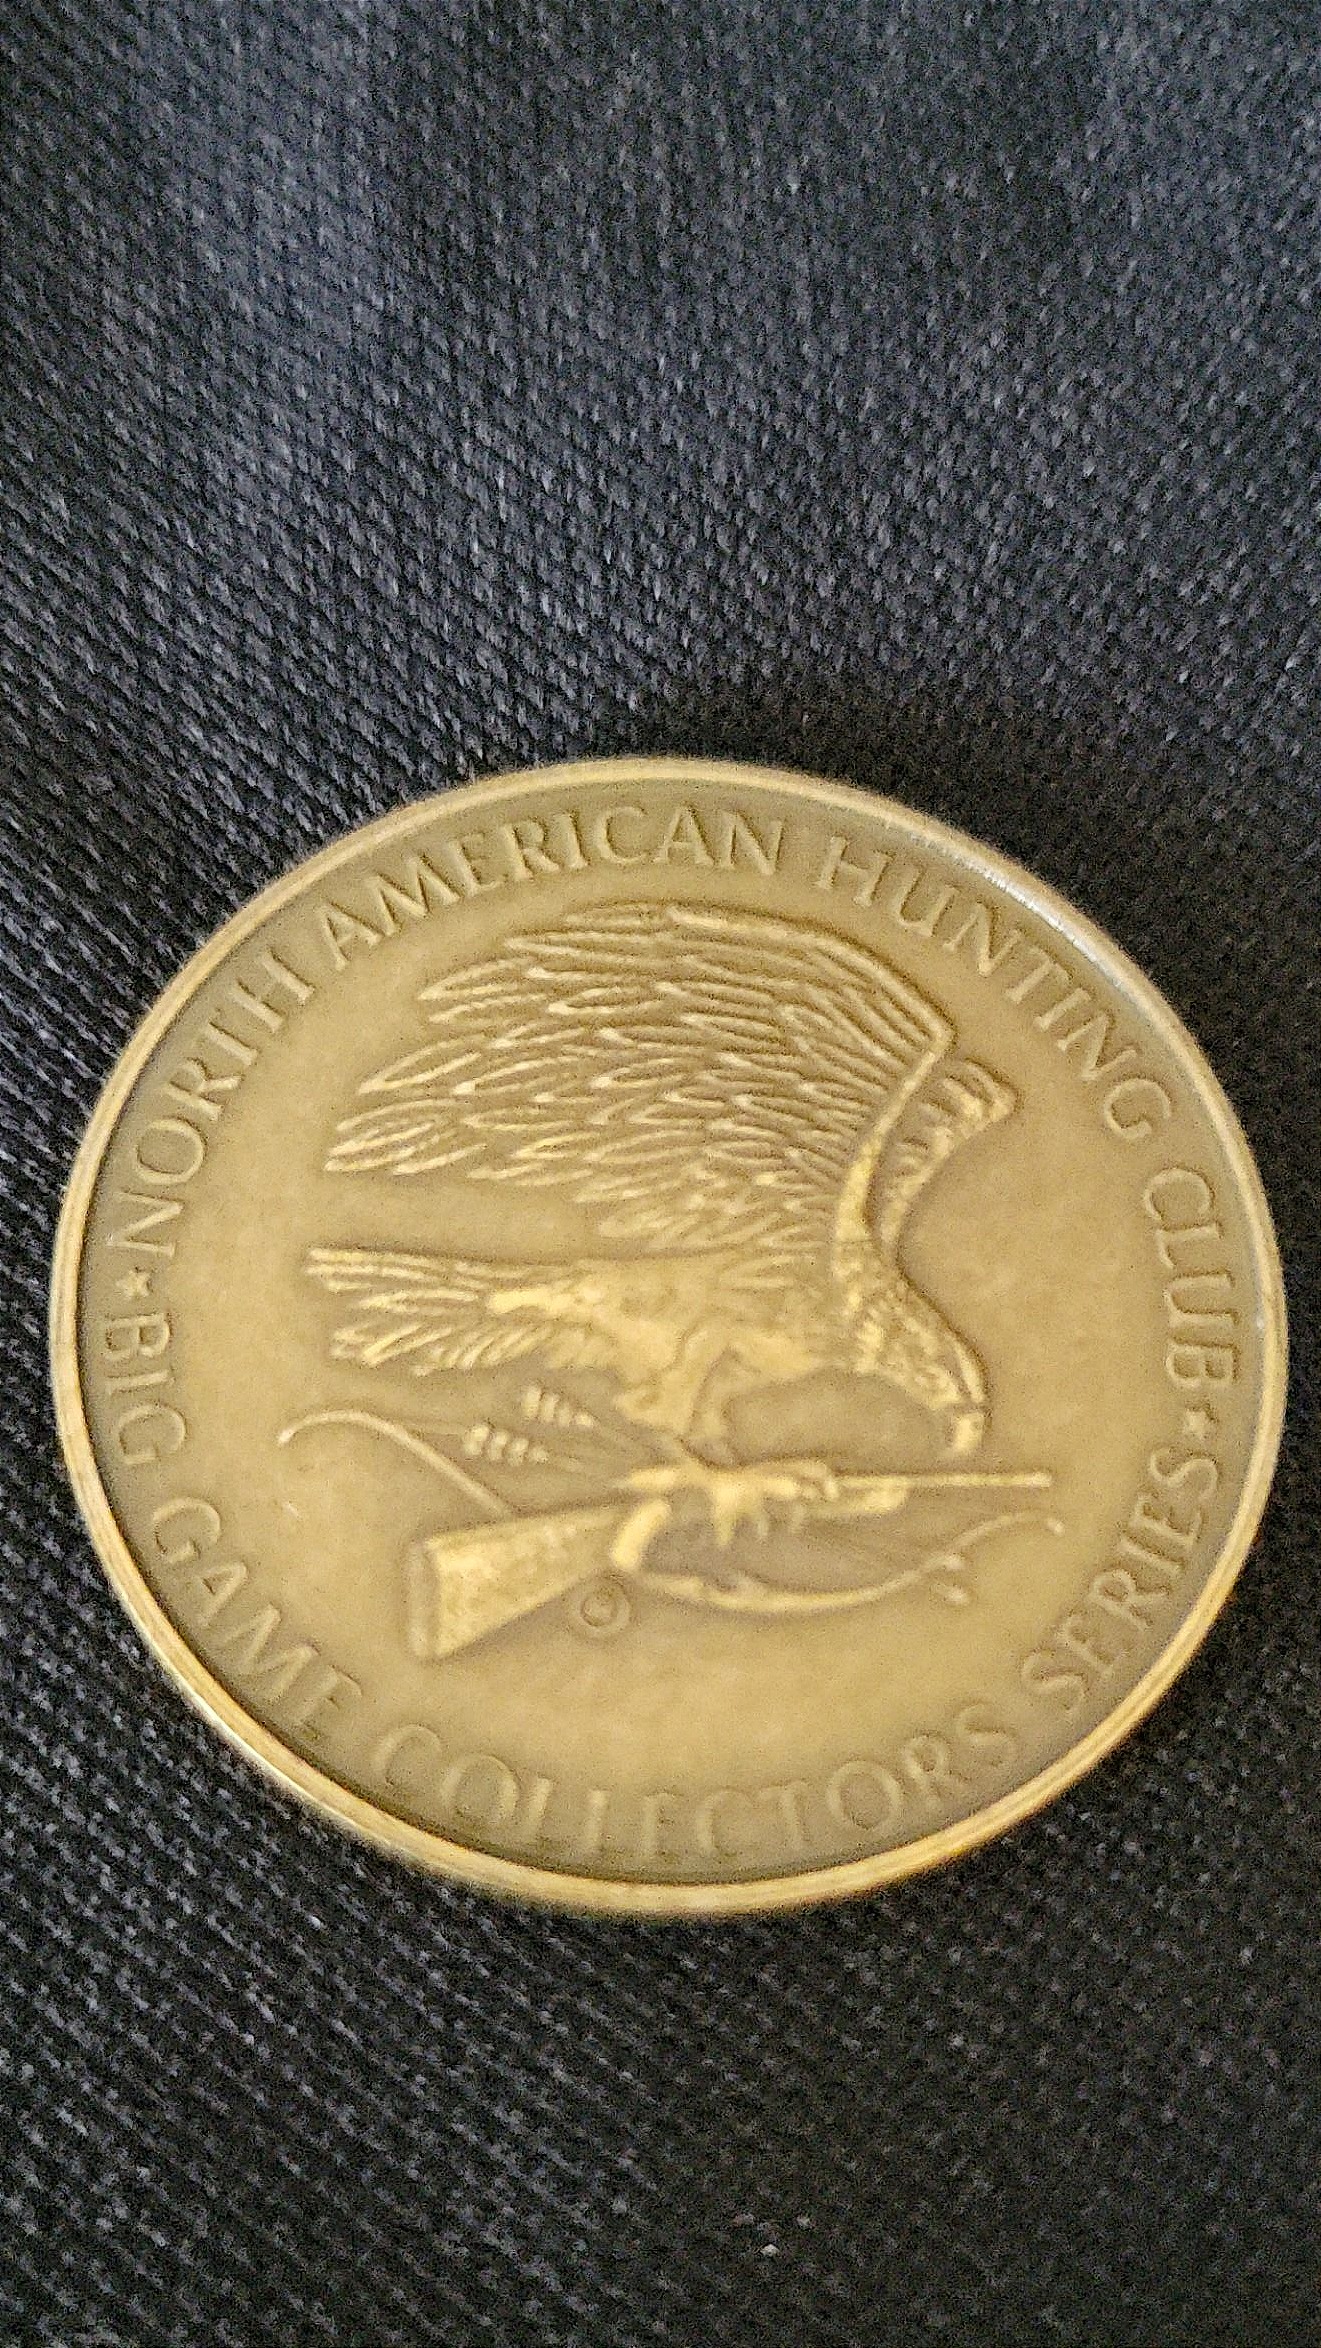 NORTH AMERICAN HUNTING CLUB
★ BIG GAME COLLECTORS SERIES ★
©